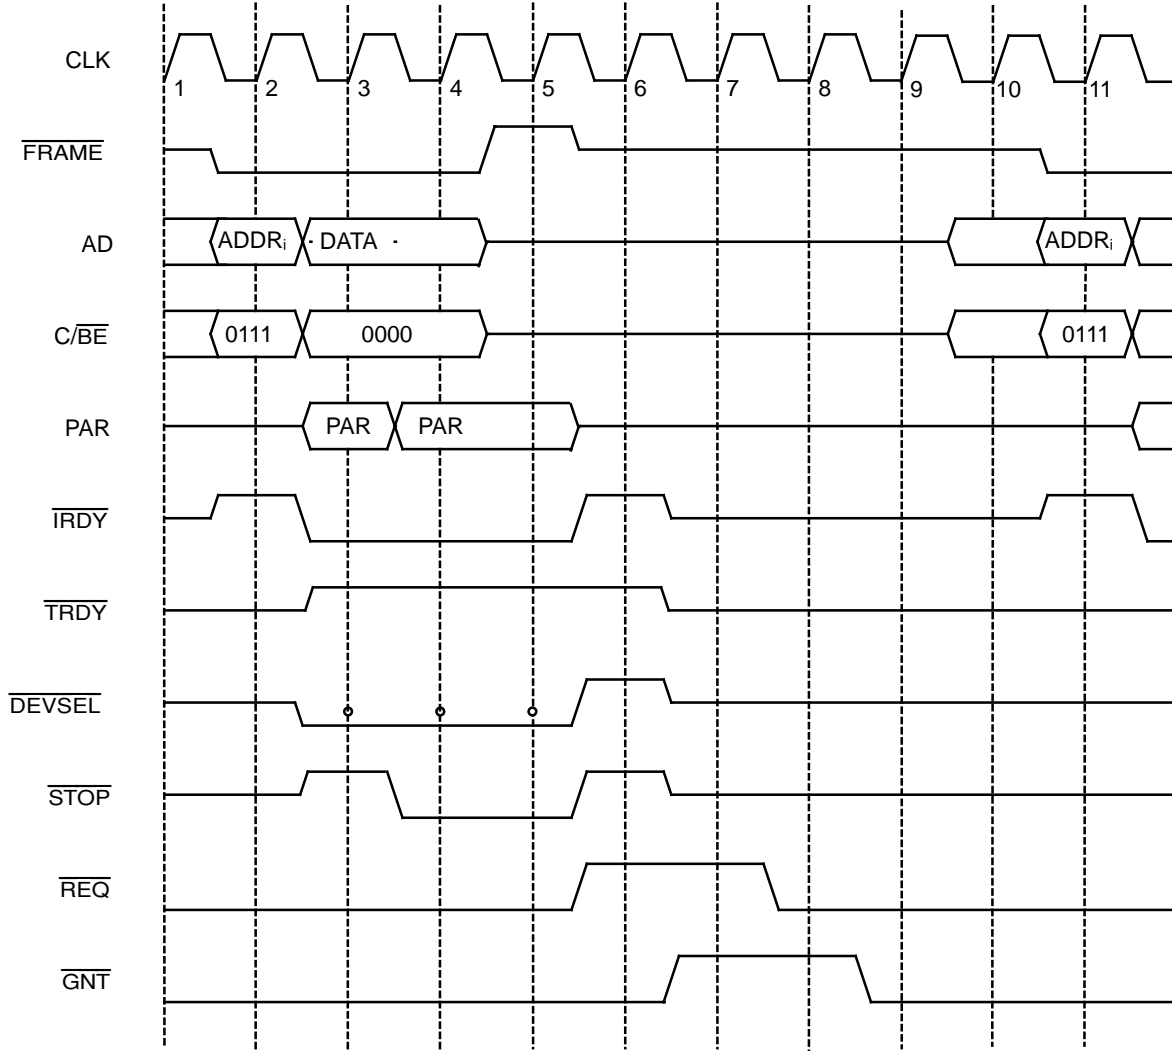 CLK
1 2 3 4 5 6 7 8 9 10 11
FRAME
AD ADDRi DATA ADDRi
C/BE 0111 0000 0111
PAR PAR PAR
IRDY
TRDY
DEVSEL
STOP
REQ
GNT